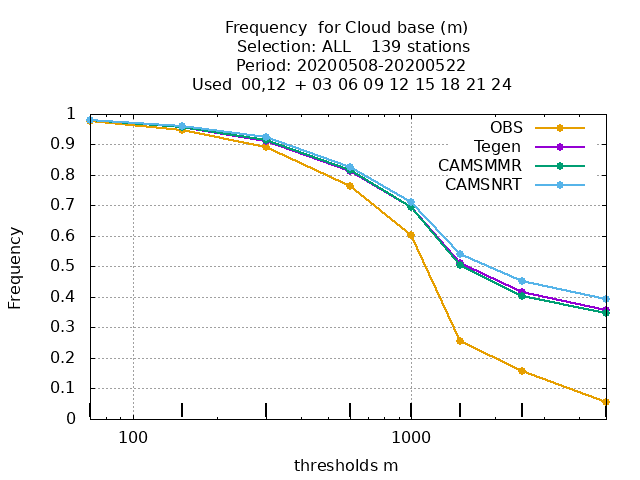 Frequency  for Cloud base (m)
Selection: ALL    139 stations
Period: 20200508-20200522
Used  00,12  + 03 06 09 12 15 18 21 24
OBS
Tegen
CAMSMMR
CAMSNRT
1
0.9
0.8
0.7
0.6
0.5
0.4
0.3
0.2
0.1
0
Frequency
100
1000
thresholds m